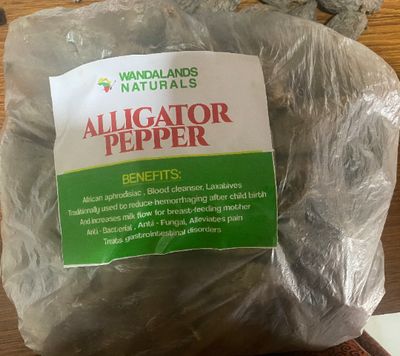 WANDALANDS
NATURALS
ALLIGATOR
PEPPER
BENEFITS:
African aphrodisiac , Blood cleanser, Laxatives
Traditionally used to reduce hemorrhaging after child birth
And increases milk flow for breast-feeding mother
Anti - Bacterial , Anti - Fungal, Alleviates pain
Treats gastrointestinal disorders